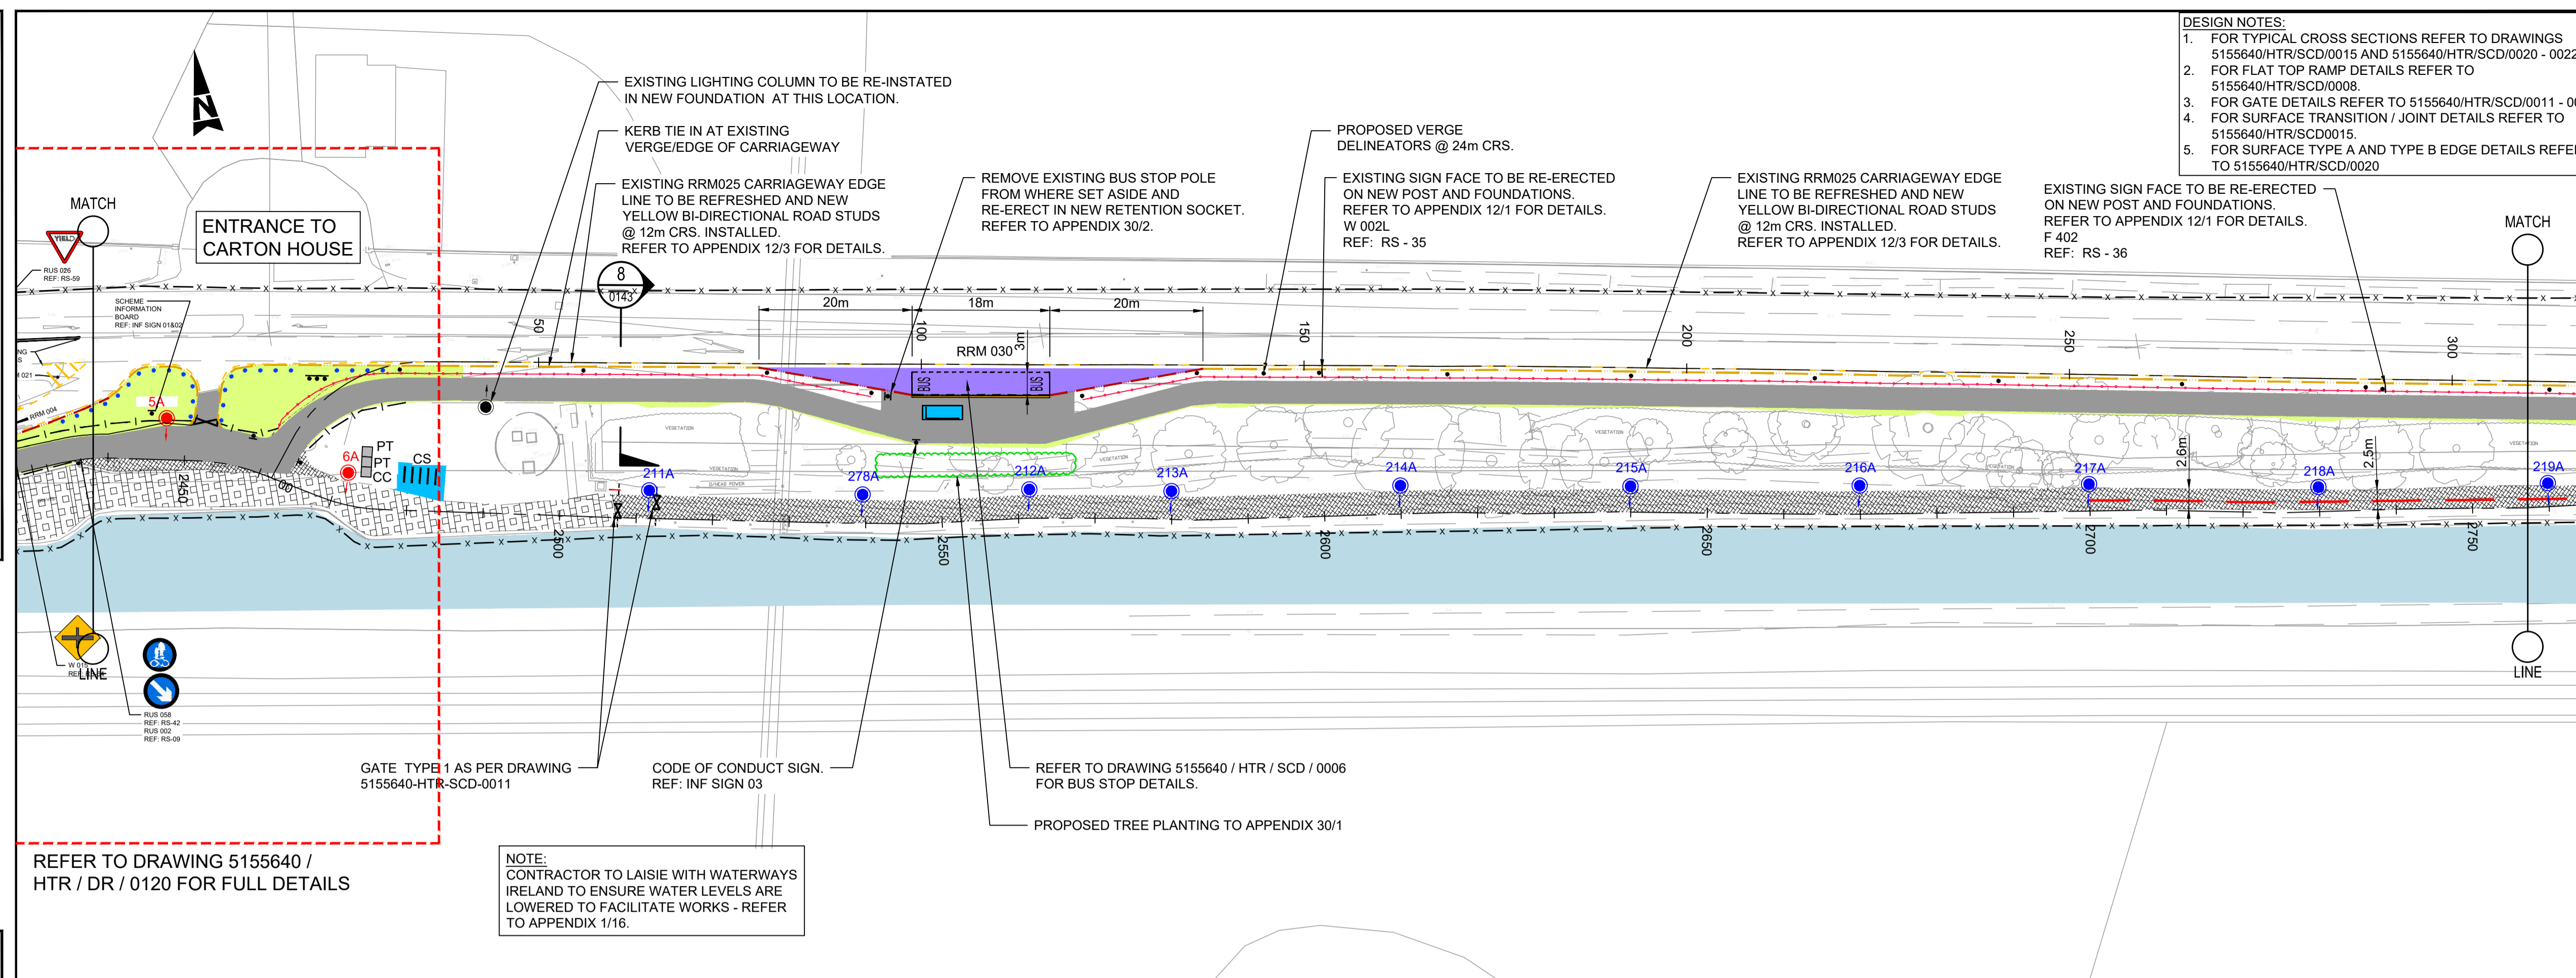 DESIGN NOTES:
1. FOR TYPICAL CROSS SECTIONS REFER TO DRAWINGS
5155640/HTR/SCD/0015 AND 5155640/HTR/SCD/0020 - 0022
2. FOR FLAT TOP RAMP DETAILS REFER TO
5155640/HTR/SCD/0008.
3. FOR GATE DETAILS REFER TO 5155640/HTR/SCD/0011 -
4. FOR SURFACE TRANSITION / JOINT DETAILS REFER TO
5155640/HTR/SCD0015.
5. FOR SURFACE TYPE A AND TYPE B EDGE DETAILS REFER
TO 5155640/HTR/SCD/0020
N
EXISTING LIGHTING COLUMN TO BE RE-INSTATED
IN NEW FOUNDATION AT THIS LOCATION.
KERB TIE IN AT EXISTING
VERGE/EDGE OF CARRIAGEWAY
EXISTING RRM025 CARRIAGEWAY EDGE
LINE TO BE REFRESHED AND NEW
YELLOW BI-DIRECTIONAL ROAD STUDS
@ 12m CRS. INSTALLED.
REFER TO APPENDIX 12/3 FOR DETAILS.
REMOVE EXISTING BUS STOP POLE
FROM WHERE SET ASIDE AND
RE-ERECT IN NEW RETENTION SOCKET.
REFER TO APPENDIX 30/2.
PROPOSED VERGE
DELINEATORS @ 24m CRS.
EXISTING SIGN FACE TO BE RE-ERECTED
ON NEW POST AND FOUNDATIONS.
REFER TO APPENDIX 12/1 FOR DETAILS.
W 002L
REF: RS - 35
EXISTING RRM025 CARRIAGEWAY EDGE
LINE TO BE REFRESHED AND NEW
YELLOW BI-DIRECTIONAL ROAD STUDS
@ 12m CRS. INSTALLED.
REFER TO APPENDIX 12/3 FOR DETAILS.
EXISTING SIGN FACE TO BE RE-ERECTED
ON NEW POST AND FOUNDATIONS.
REFER TO APPENDIX 12/1 FOR DETAILS.
F 402
REF: RS - 36
MATCH
MATCH
ENTRANCE TO
CARTON HOUSE
YIELD
RUS 026
REF: RS-59
SCHEME
INFORMATION
BOARD
REF: INF SIGN 01&02
8
0143
20m
18m
20m
50
100
150
200
250
300
RRM 030
3m
BUS
BUS
RRM 004
5A
6A
PT
PT
CC
CS
VEGETATION
VEGETATION
O/HEAD POWER
VEGETATION
VEGETATION
VEGETATION
VEGETATION
211A
278A
212A
213A
214A
215A
216A
217A
218A
219A
2.6m
2.5m
2450
2500
2550
2600
2650
2700
2750
W 015
LINE
LINE
RUS 058
REF: RS-42
RUS 002
REF: RS-09
GATE TYPE 1 AS PER DRAWING
5155640-HTR-SCD-0011
CODE OF CONDUCT SIGN.
REF: INF SIGN 03
REFER TO DRAWING 5155640 / HTR / SCD / 0006
FOR BUS STOP DETAILS.
PROPOSED TREE PLANTING TO APPENDIX 30/1
REFER TO DRAWING 5155640 /
HTR / DR / 0120 FOR FULL DETAILS
NOTE:
CONTRACTOR TO LAISIE WITH WATERWAYS
IRELAND TO ENSURE WATER LEVELS ARE
LOWERED TO FACILITATE WORKS - REFER
TO APPENDIX 1/16.